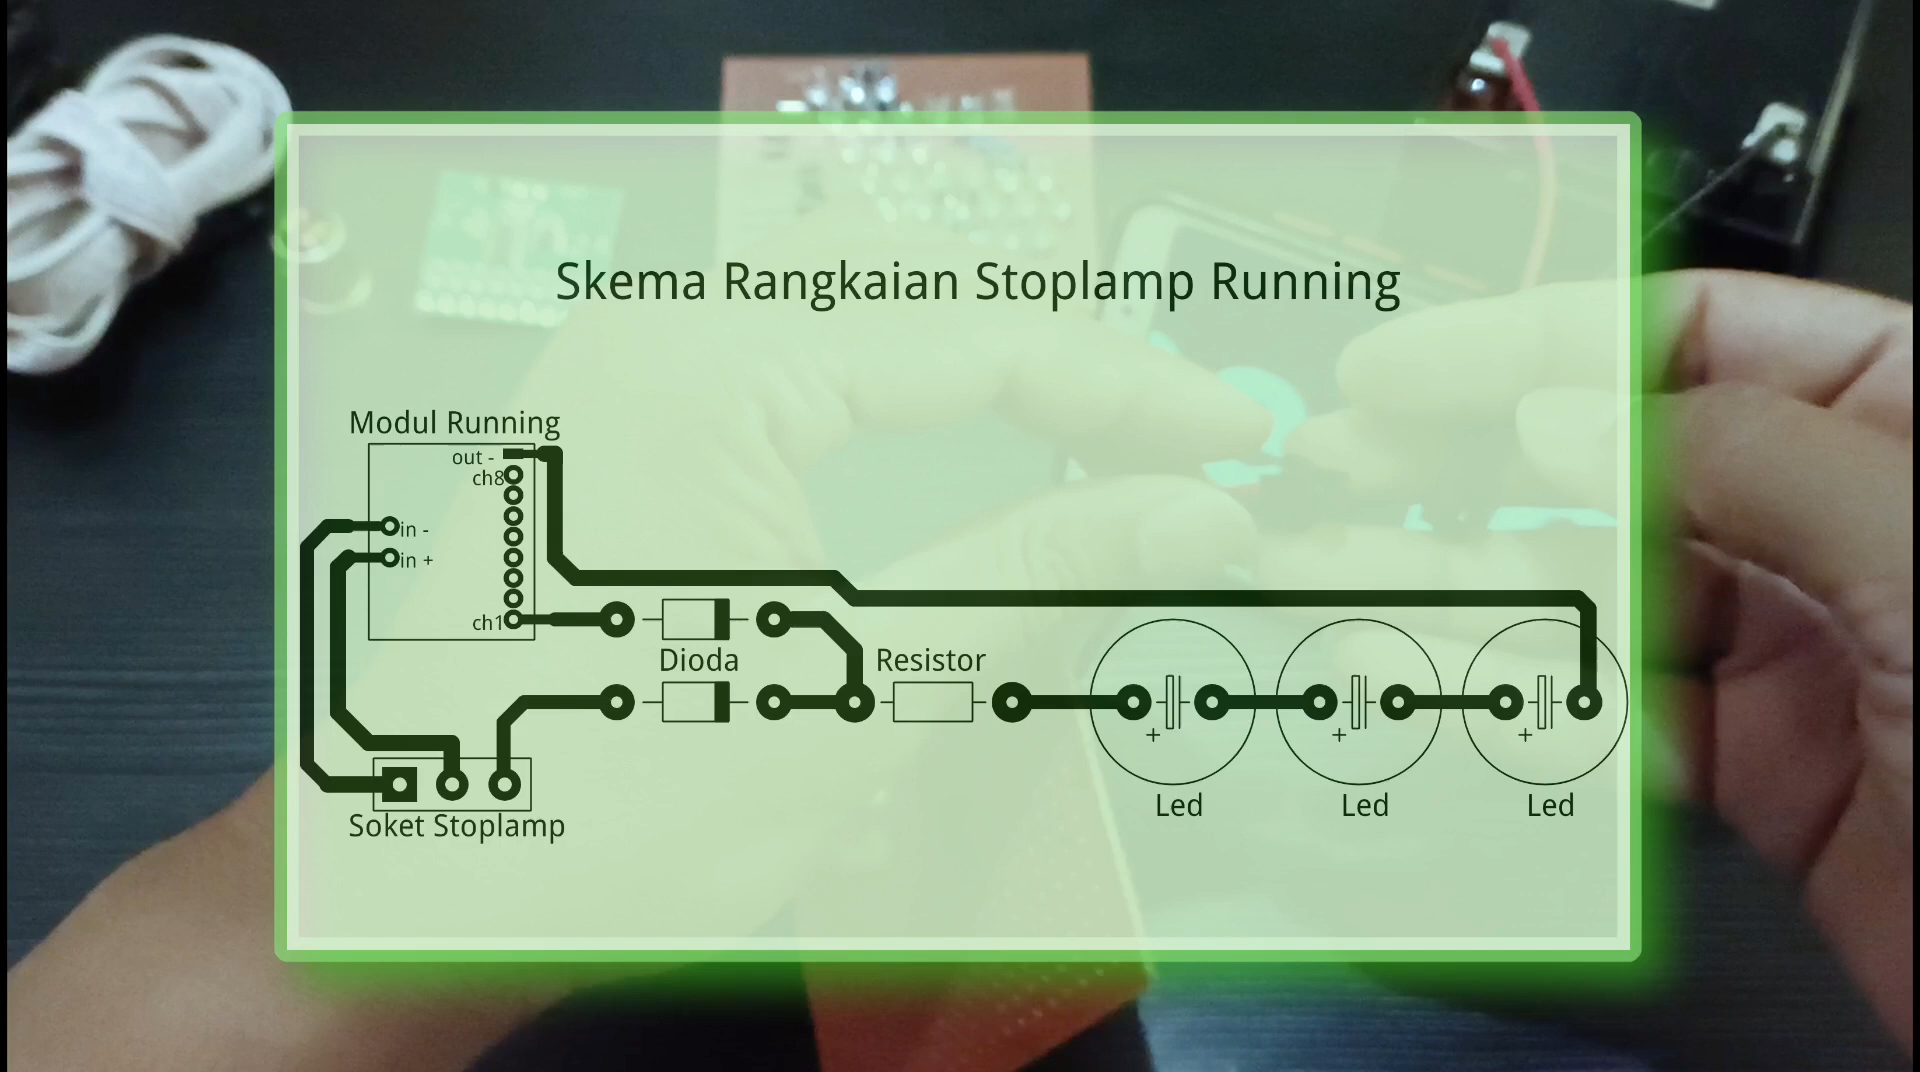 Skema Rangkaian Stoplamp Running
Modul Running
out -
ch8
in -
in +
ch1
Dioda
Resistor
+
+
+
Led
Led
Led
Soket Stoplamp